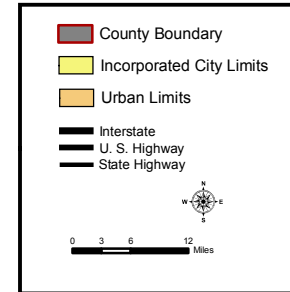 County Boundary
Incorporated City Limits
Urban Limits
Interstate
U. S. Highway
State Highway
N
W E
S
0 3 6 12
Miles